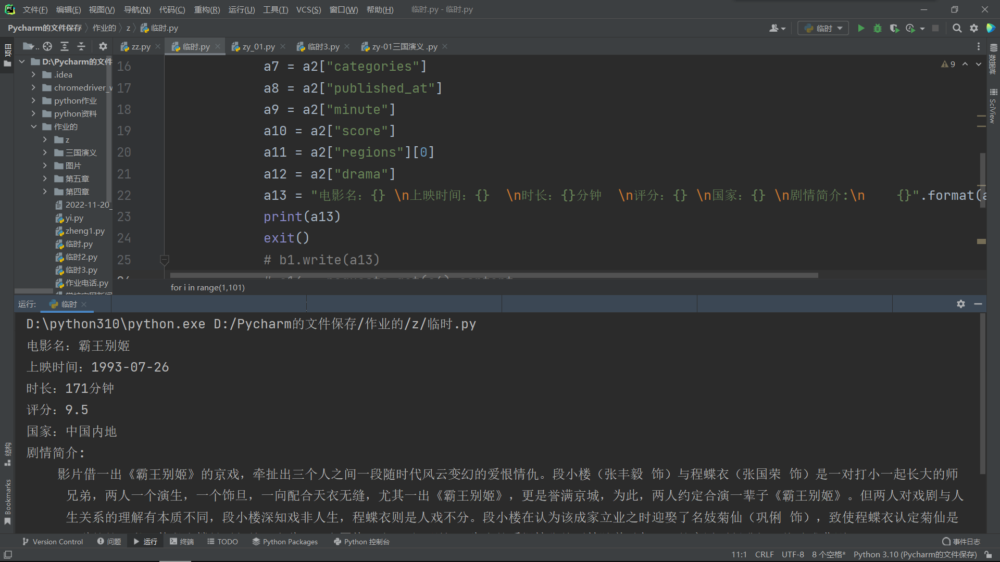 文件(F) 编辑(E) 视图(V) 导航(N) 代码(C) 重构(R) 运行(U) 工具(T) VCS(S) 窗口(W) 帮助(H) 临时.py - 临时.py
Pycharm的文件保存 作业的 z 临时.py 临时
项目
zz.py 临时.py zy_01.py 临时3.py zy-01三国演义 .py
D:\Pycharm的文件
.idea
chromedriver_w
python作业
python资料
作业的
z
三国演义
图片
第五章
第四章
2022-11-20_
yi.py
zheng1.py
临时.py
临时2.py
临时3.py
作业电话.py
16 a7 = a2["categories"]
17 a8 = a2["published_at"]
18 a9 = a2["minute"]
19 a10 = a2["score"]
20 a11 = a2["regions"][0]
21 a12 = a2["drama"]
22 a13 = "电影名：{} \n上映时间：{}  \n时长：{}分钟  \n评分：{} \n国家：{} \n剧情简介:\n    {}".format(a
23 print(a13)
24 exit()
25 # b1.write(a13)
9
数据库
SciView
for i in range(1,101)
运行: 临时
D:\python310\python.exe D:/Pycharm的文件保存/作业的/z/临时.py
电影名：霸王别姬
上映时间：1993-07-26
时长：171分钟
评分：9.5
国家：中国内地
剧情简介:
影片借一出《霸王别姬》的京戏，牵扯出三个人之间一段随时代风云变幻的爱恨情仇。段小楼（张丰毅 饰）与程蝶衣（张国荣 饰）是一对打小一起长大的师
兄弟，两人一个演生，一个饰旦，一向配合天衣无缝，尤其一出《霸王别姬》，更是誉满京城，为此，两人约定合演一辈子《霸王别姬》。但两人对戏剧与人
生关系的理解有本质不同，段小楼深知戏非人生，程蝶衣则是人戏不分。段小楼在认为该成家立业之时迎娶了名妓菊仙（巩俐 饰），致使程蝶衣认定菊仙是
结构
Bookmarks
Version Control 问题 运行 终端 TODO Python Packages Python 控制台 事件日志
11:1 CRLF UTF-8 8 个空格* Python 3.10 (Pycharm的文件保存)